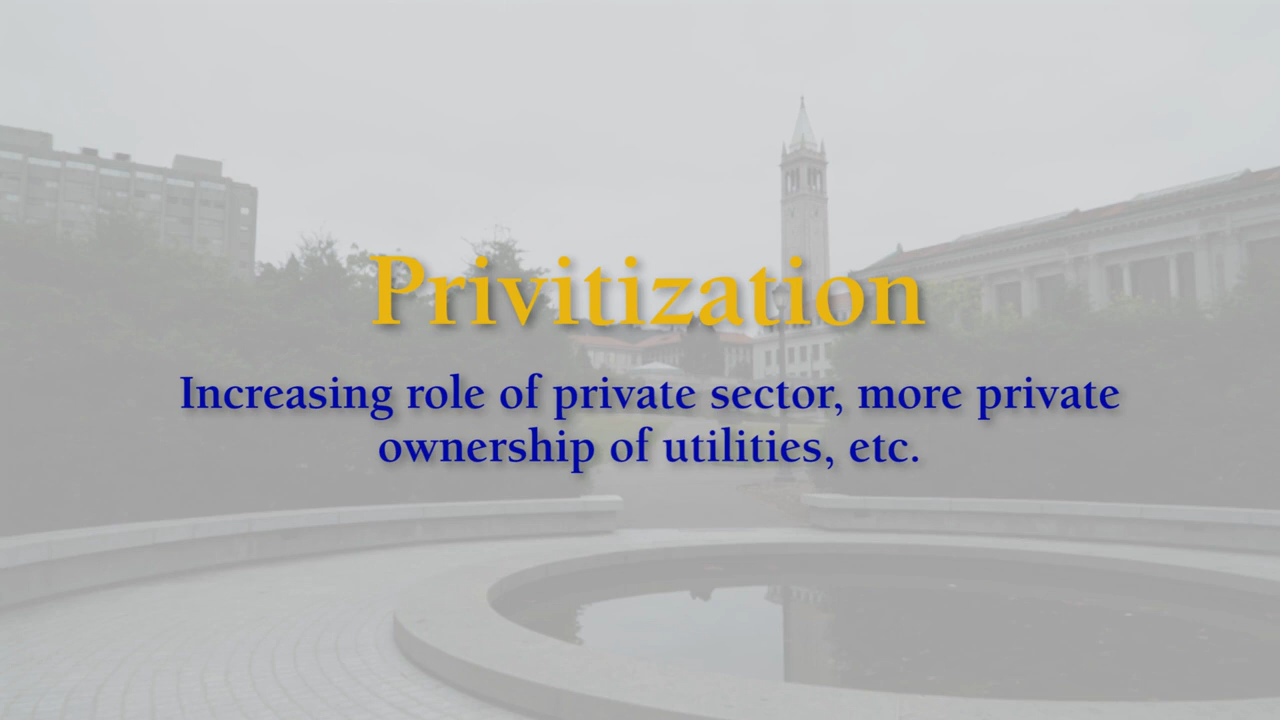 Privitization
Increasing role of private sector, more private
ownership of utilities, etc.